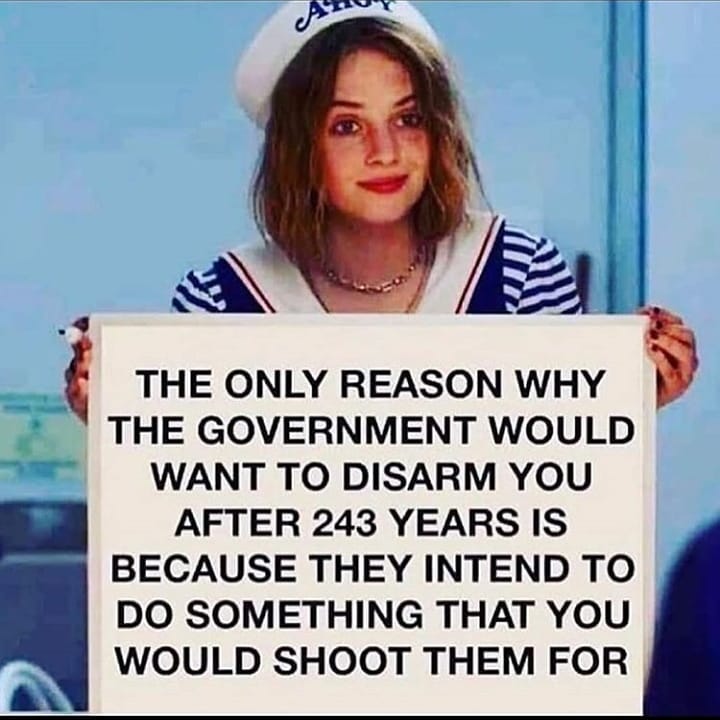 AHOY
THE ONLY REASON WHY
THE GOVERNMENT WOULD
WANT TO DISARM YOU
AFTER 243 YEARS IS
BECAUSE THEY INTEND TO
DO SOMETHING THAT YOU
WOULD SHOOT THEM FOR